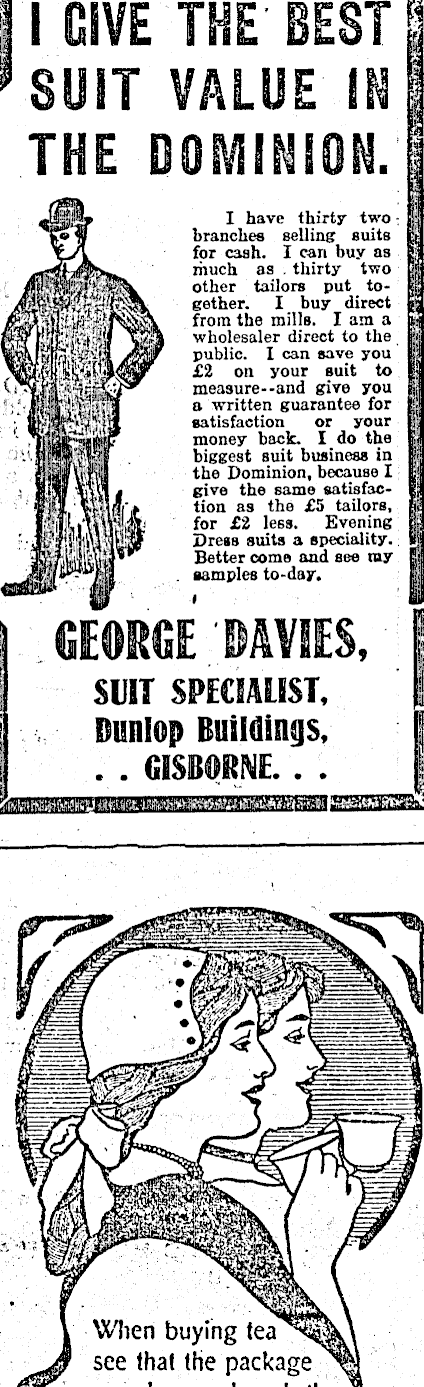 I GIVE THE BEST
SUIT VALUE IN
THE DOMINION.
I have thirty two
branches selling suits
for cash. I can buy as
much as thirty two
other tailors put to-
gether. I buy direct
from the mills. I am a
wholesaler direct to the
public. I can save you
£2 on your suit to
measure--and give you
a written guarantee for
satisfaction or your
money back. I do the
biggest suit business in
the Dominion, because I
give the same satisfac-
tion as the £5 tailors,
for £2 less. Evening
Dress suits a speciality.
Better come and see my
samples to-day.
GEORGE DAVIES,
SUIT SPECIALIST,
Dunlop Buildings,
. . GISBORNE. . .
When buying tea
see that the package